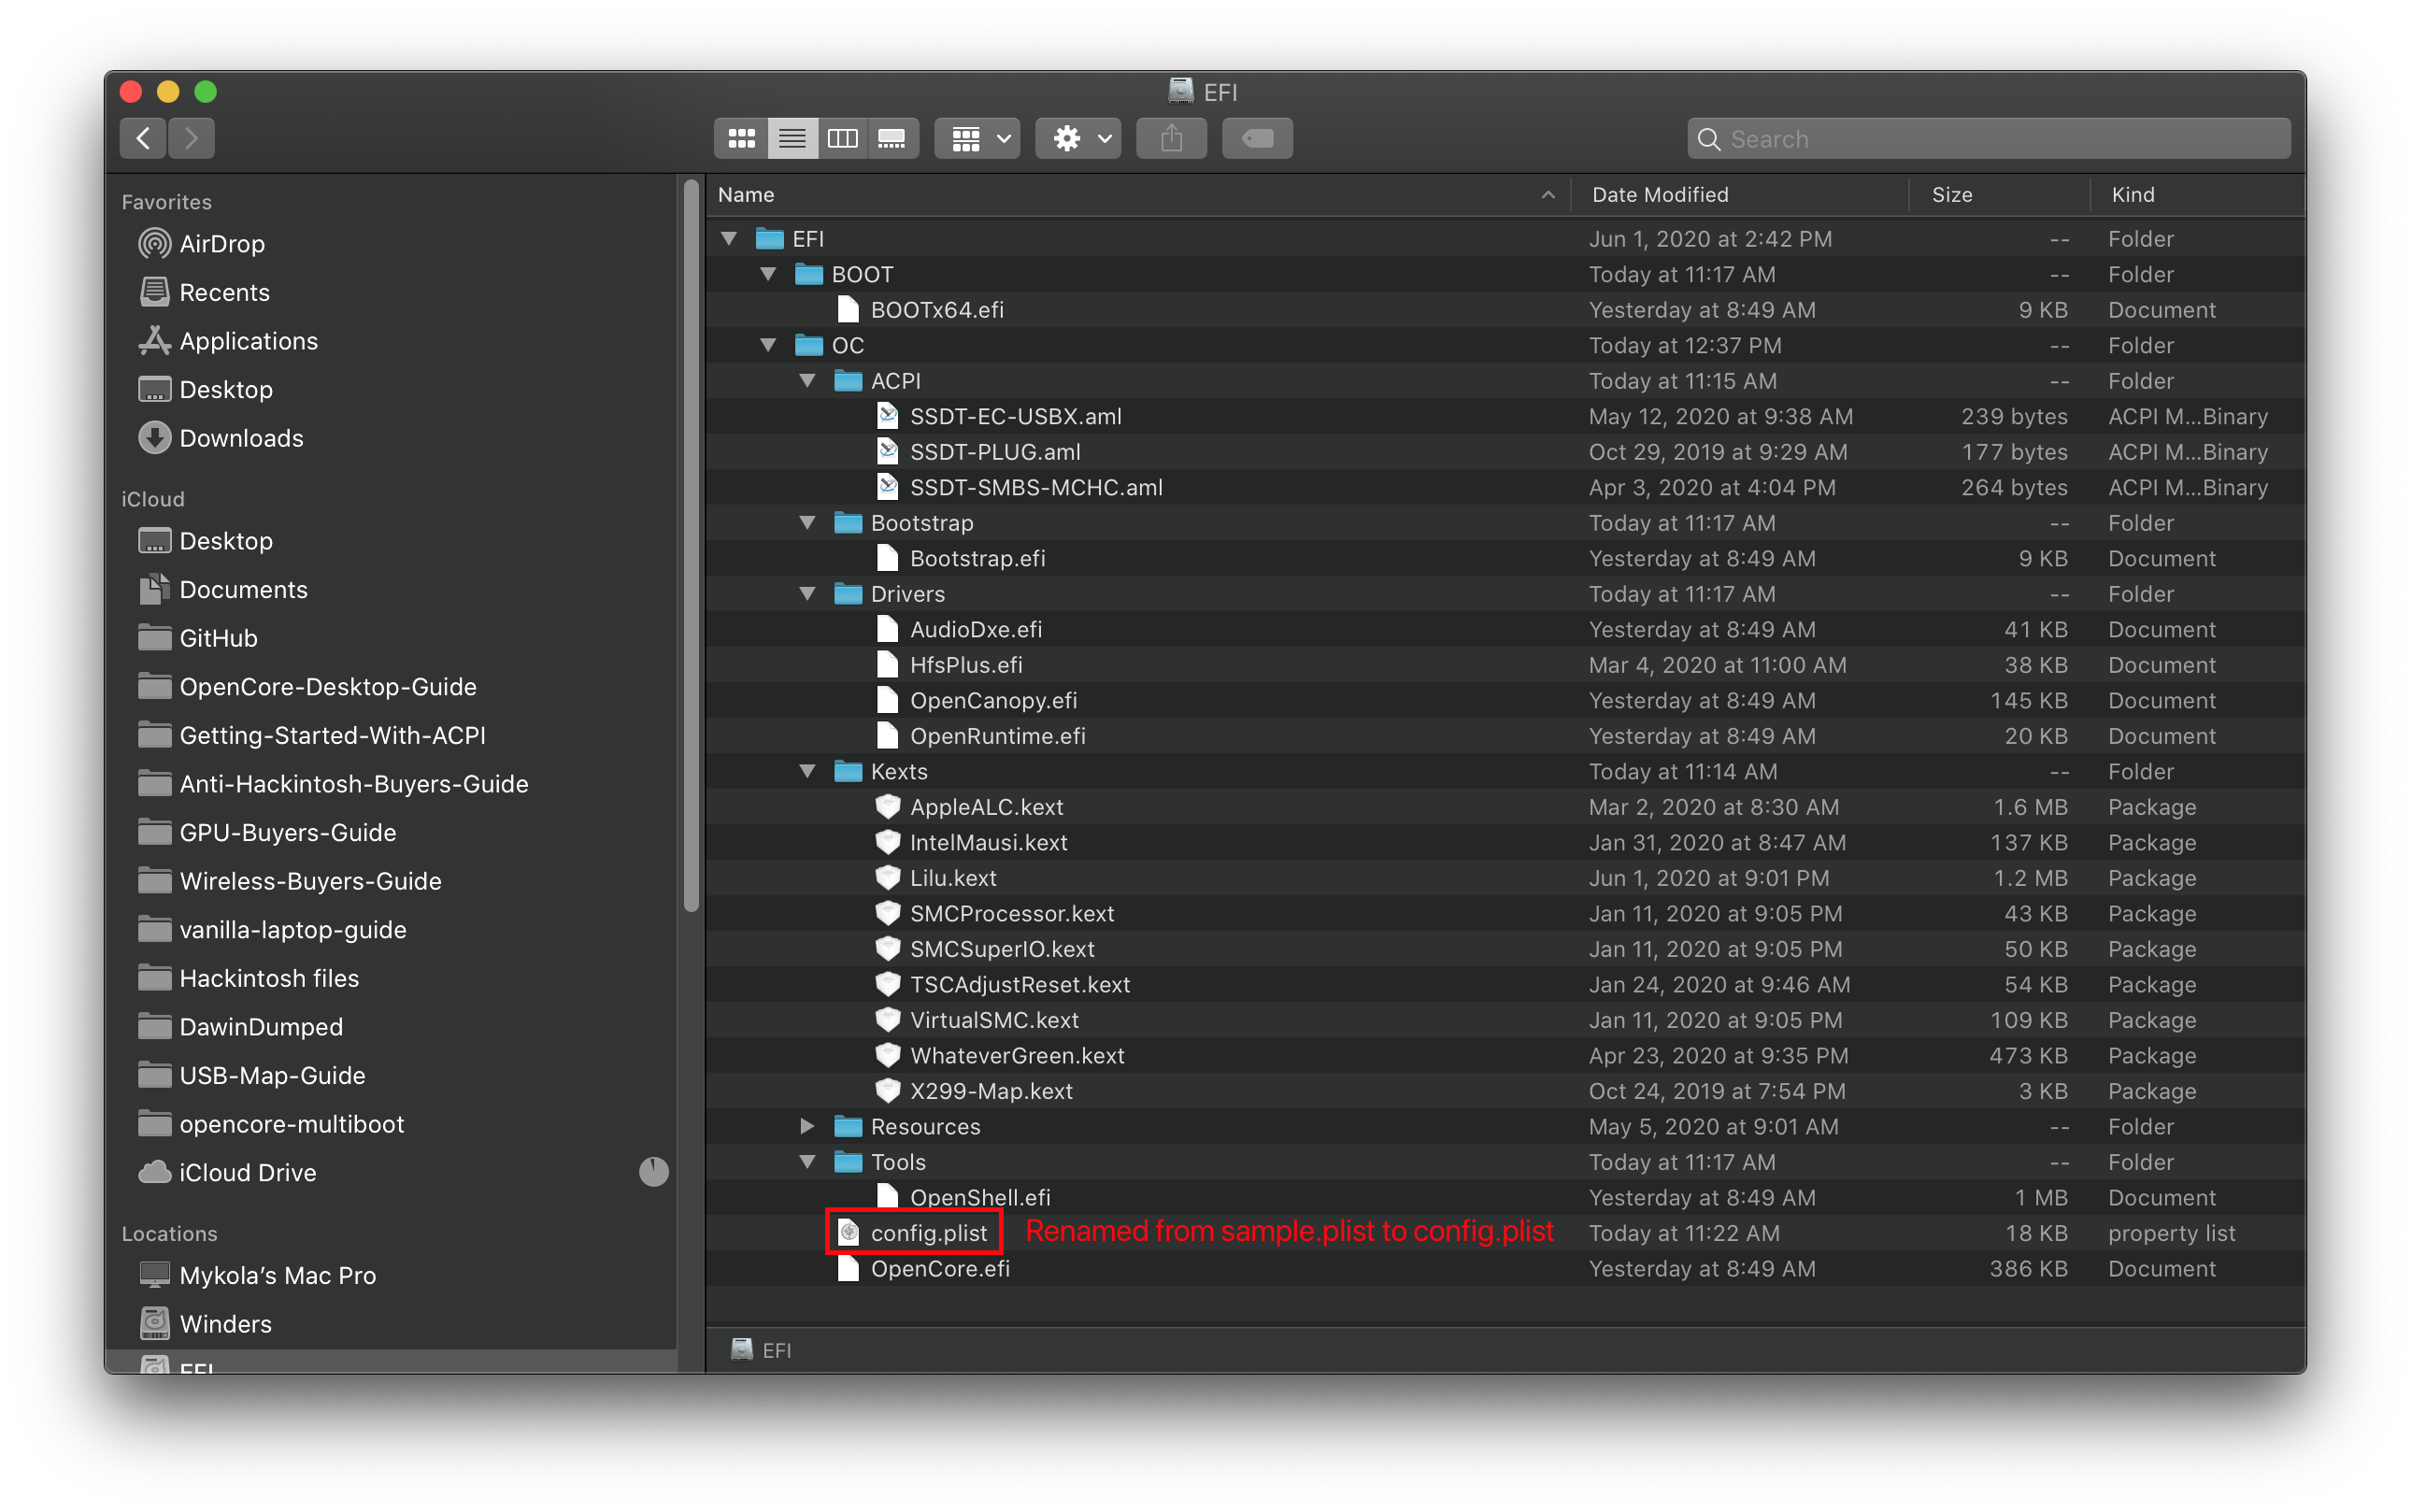 EFI
Search
Favorites
AirDrop
Recents
Applications
Desktop
Downloads
iCloud
Desktop
Documents
GitHub
OpenCore-Desktop-Guide
Getting-Started-With-ACPI
Anti-Hackintosh-Buyers-Guide
GPU-Buyers-Guide
Wireless-Buyers-Guide
vanilla-laptop-guide
Hackintosh files
DawinDumped
USB-Map-Guide
opencore-multiboot
iCloud Drive
Locations
Mykola’s Mac Pro
Winders
EFI
Name Date Modified Size Kind
EFI Jun 1, 2020 at 2:42 PM -- Folder
BOOT Today at 11:17 AM -- Folder
BOOTx64.efi Yesterday at 8:49 AM 9 KB Document
OC Today at 12:37 PM -- Folder
ACPI Today at 11:15 AM -- Folder
SSDT-EC-USBX.aml May 12, 2020 at 9:38 AM 239 bytes ACPI M...Binary
SSDT-PLUG.aml Oct 29, 2019 at 9:29 AM 177 bytes ACPI M...Binary
SSDT-SMBS-MCHC.aml Apr 3, 2020 at 4:04 PM 264 bytes ACPI M...Binary
Bootstrap Today at 11:17 AM -- Folder
Bootstrap.efi Yesterday at 8:49 AM 9 KB Document
Drivers Today at 11:17 AM -- Folder
AudioDxe.efi Yesterday at 8:49 AM 41 KB Document
HfsPlus.efi Mar 4, 2020 at 11:00 AM 38 KB Document
OpenCanopy.efi Yesterday at 8:49 AM 145 KB Document
OpenRuntime.efi Yesterday at 8:49 AM 20 KB Document
Kexts Today at 11:14 AM -- Folder
AppleALC.kext Mar 2, 2020 at 8:30 AM 1.6 MB Package
IntelMausi.kext Jan 31, 2020 at 8:47 AM 137 KB Package
Lilu.kext Jun 1, 2020 at 9:01 PM 1.2 MB Package
SMCProcessor.kext Jan 11, 2020 at 9:05 PM 43 KB Package
SMCSuperIO.kext Jan 11, 2020 at 9:05 PM 50 KB Package
TSCAdjustReset.kext Jan 24, 2020 at 9:46 AM 54 KB Package
VirtualSMC.kext Jan 11, 2020 at 9:05 PM 109 KB Package
WhateverGreen.kext Apr 23, 2020 at 9:35 PM 473 KB Package
X299-Map.kext Oct 24, 2019 at 7:54 PM 3 KB Package
Resources May 5, 2020 at 9:01 AM -- Folder
Tools Today at 11:17 AM -- Folder
OpenShell.efi Yesterday at 8:49 AM 1 MB Document
config.plist Renamed from sample.plist to config.plist Today at 11:22 AM 18 KB property list
OpenCore.efi Yesterday at 8:49 AM 386 KB Document
EFI